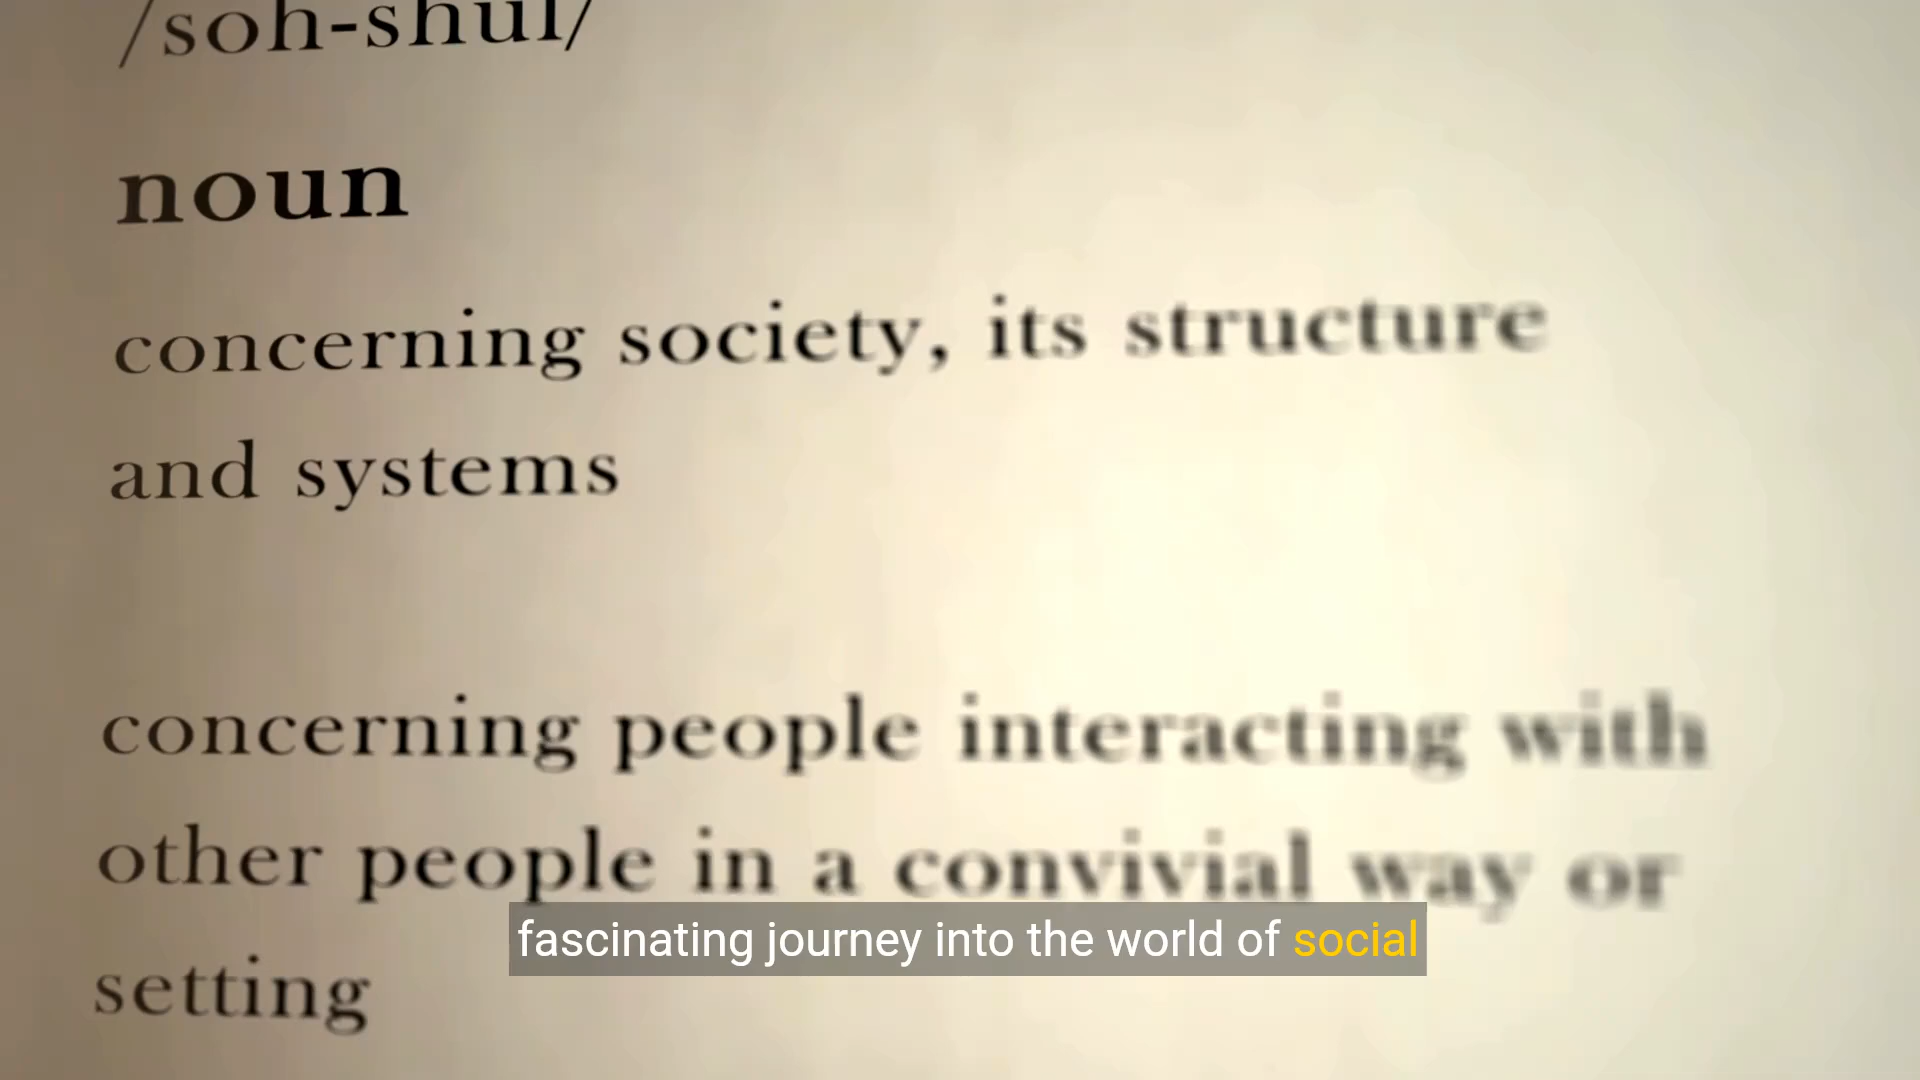 /soh-shul/
noun
concerning society, its structure
and systems
concerning people interacting with
other people in a convivial way or
setting
fascinating journey into the world of social